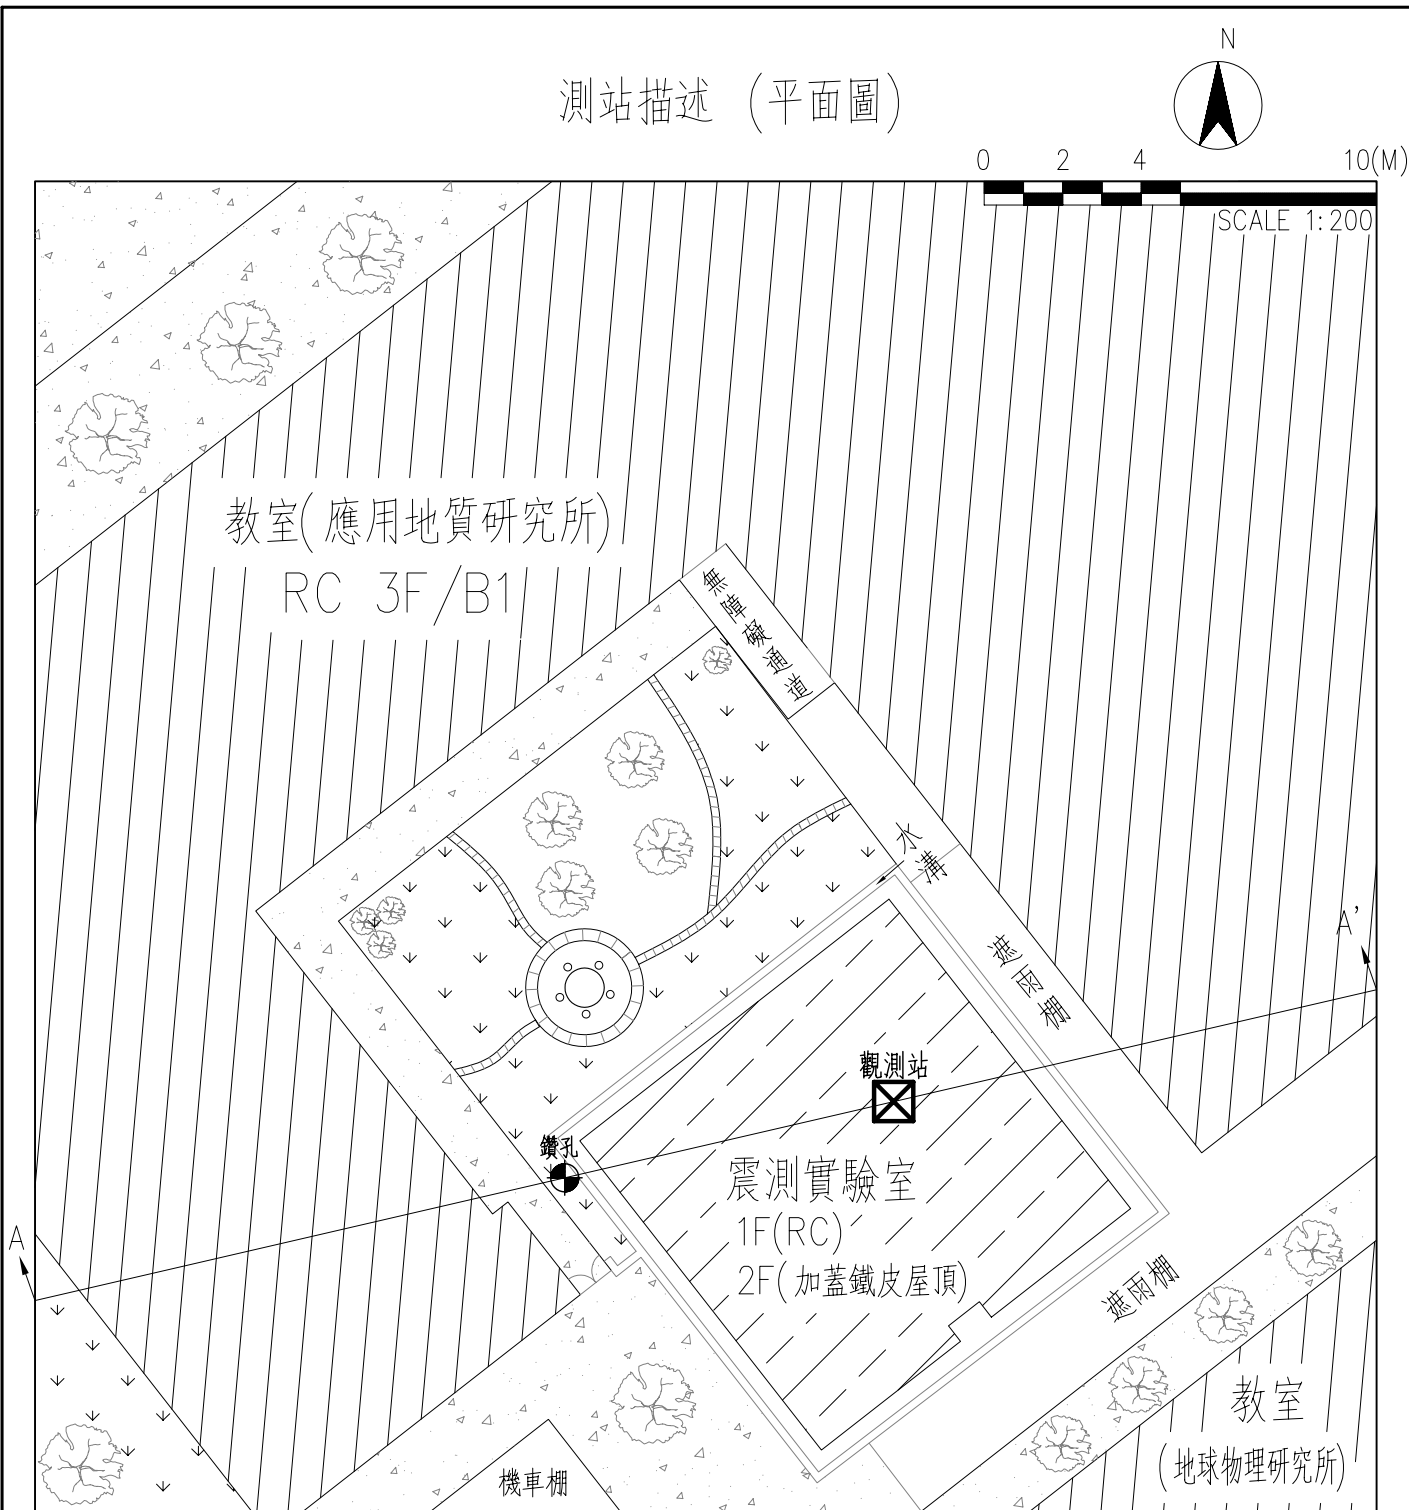 N
測站描述 (平面圖)
0 2 4 10(M)
SCALE 1:200
教室(應用地質研究所)
RC 3F/B1
無障礙通道
水溝
遮雨棚
A'
觀測站
鑽孔
震測實驗室
1F(RC)
2F(加蓋鐵皮屋頂)
A
遮雨棚
教室
(地球物理研究所)
機車棚